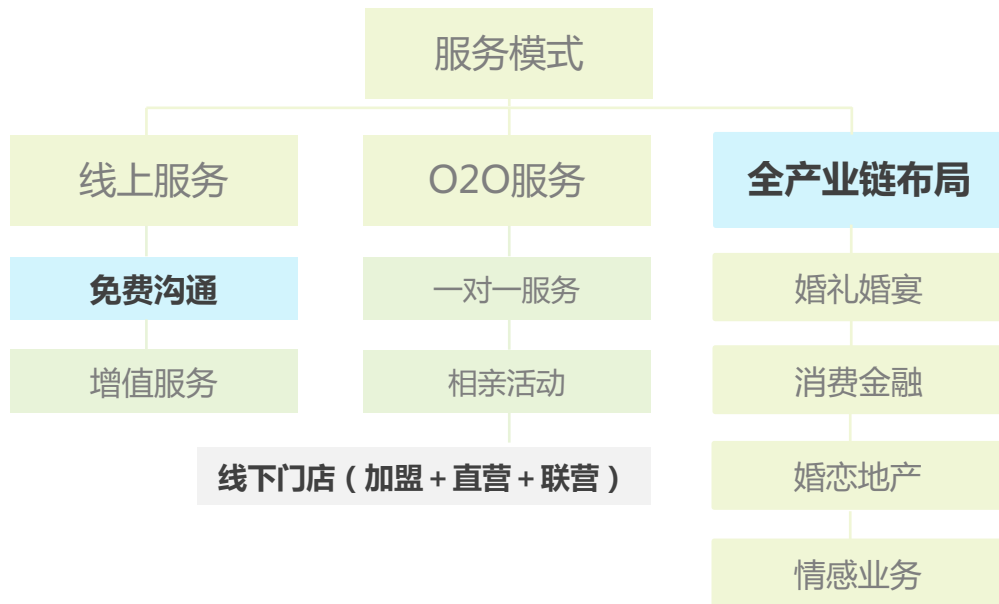 服务模式
线上服务
O2O服务
全产业链布局
免费沟通
一对一服务
婚礼婚宴
增值服务
相亲活动
消费金融
线下门店（加盟+直营+联营）
婚恋地产
情感业务